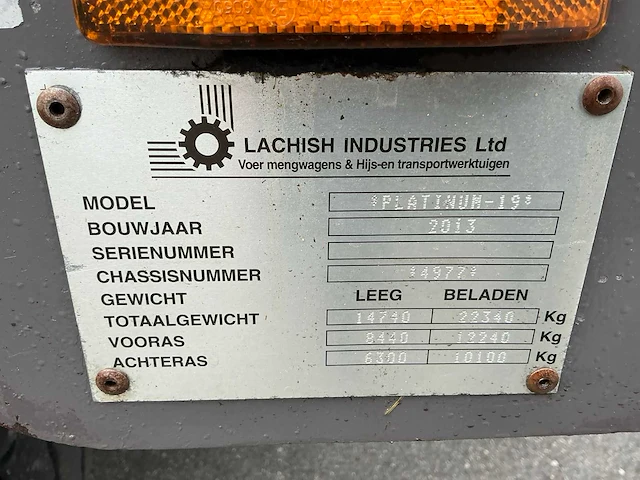 LACHISH INDUSTRIES Ltd
Voer mengwagens & Hijs-en transportwerktuigen
MODEL *PLATINUM-19*
BOUWJAAR 2013
SERIENUMMER
CHASSISNUMMER *4977*
GEWICHT LEEG BELADEN
TOTAALGEWICHT 14740 22340 Kg
VOORAS 8440 12240 Kg
ACHTERAS 6300 10100 Kg